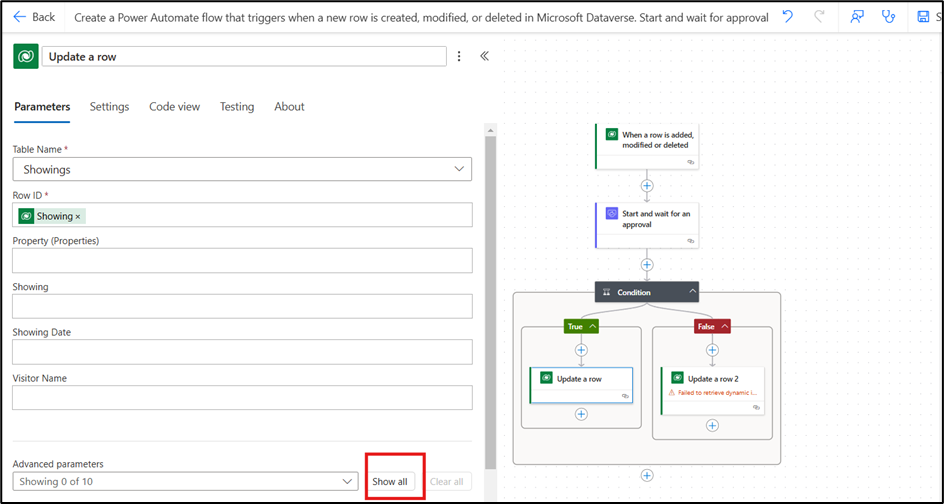 Back
Create a Power Automate flow that triggers when a new row is created, modified, or deleted in Microsoft Dataverse. Start and wait for approval
S
Update a row
Parameters
Settings
Code view
Testing
About
Table Name *
Showings
Row ID *
Showing ×
Property (Properties)
Showing
Showing Date
Visitor Name
Advanced parameters
Showing 0 of 10
Show all
Clear all
When a row is added,
modified or deleted
Start and wait for an
approval
Condition
True
False
Update a row
Update a row 2
Failed to retrieve dynamic i...